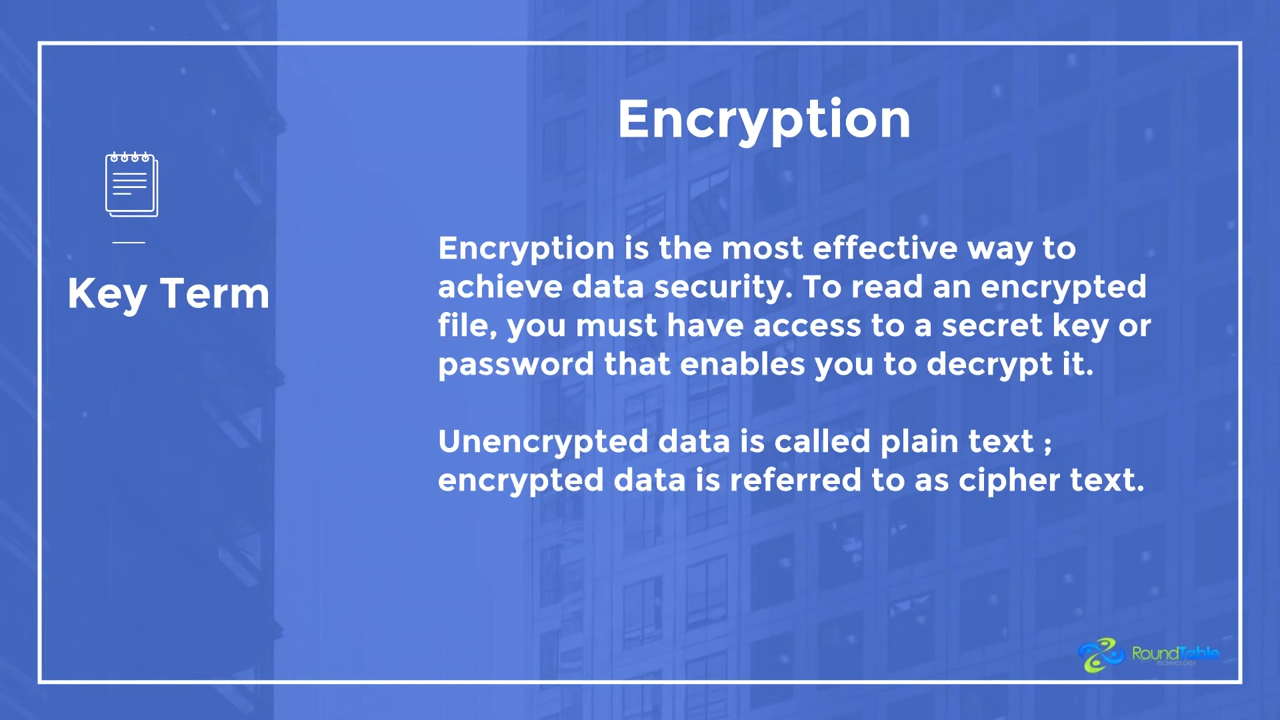 Encryption
Key Term
Encryption is the most effective way to
achieve data security. To read an encrypted
file, you must have access to a secret key or
password that enables you to decrypt it.
Unencrypted data is called plain text ;
encrypted data is referred to as cipher text.
RoundTable
TECHNOLOGY